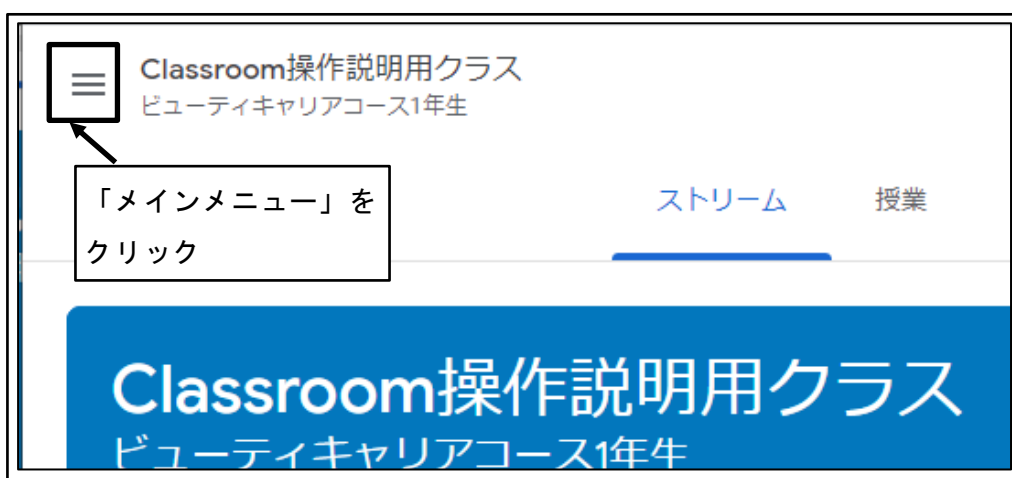 Classroom操作説明用クラス
ビューティキャリアコース1年生
「メインメニュー」を
クリック
ストリーム
授業
Classroom操作説明用クラス
ビューティキャリアコース1年生